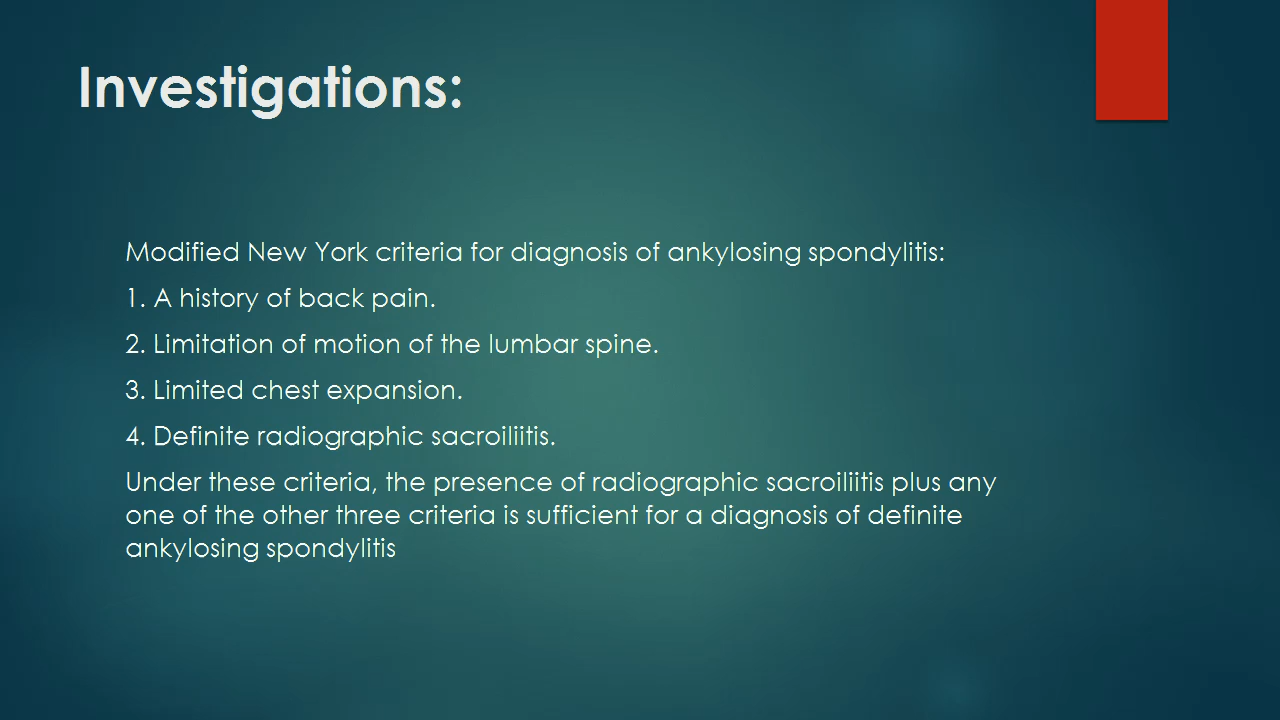 Investigations:
Modified New York criteria for diagnosis of ankylosing spondylitis:
1. A history of back pain.
2. Limitation of motion of the lumbar spine.
3. Limited chest expansion.
4. Definite radiographic sacroiliitis.
Under these criteria, the presence of radiographic sacroiliitis plus any
one of the other three criteria is sufficient for a diagnosis of definite
ankylosing spondylitis